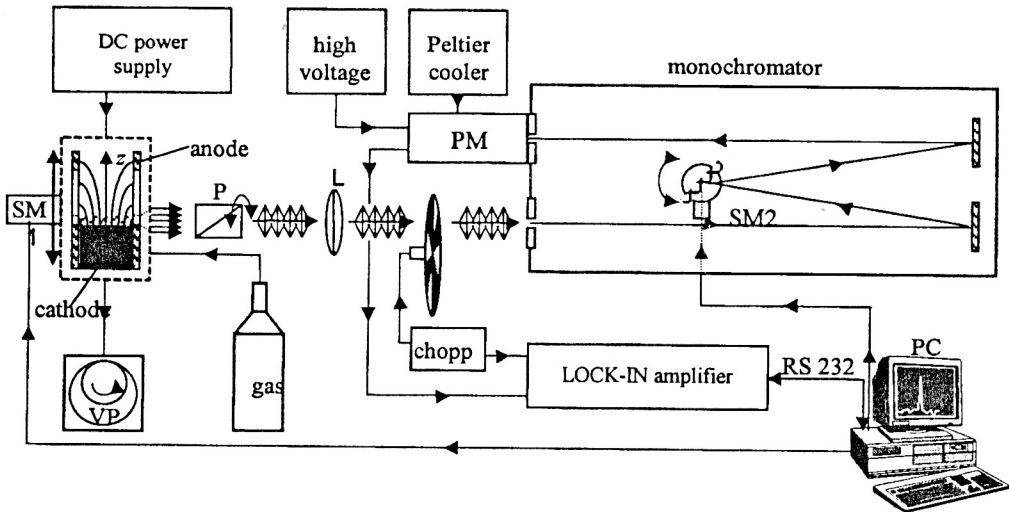 DC power
supply
high
voltage
Peltier
cooler
monochromator
PM
z
anode
P
L
SM
1
SM2
cathode
chopp
gas
VP
LOCK-IN amplifier
RS 232
PC